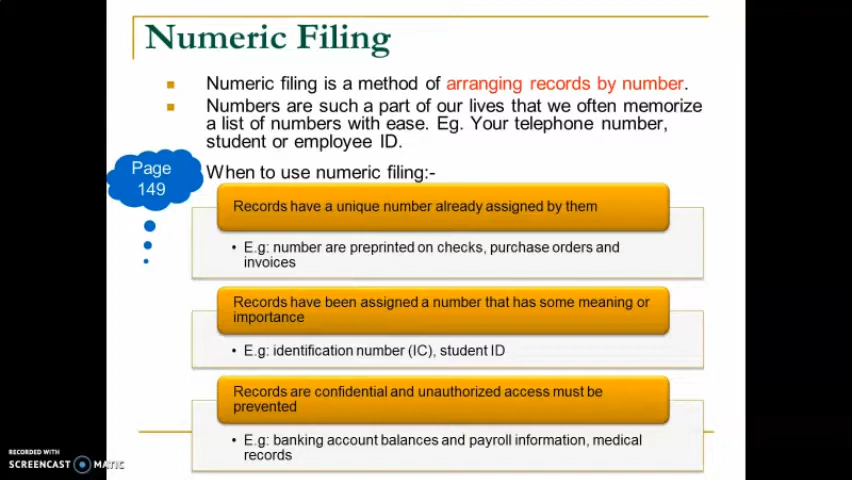 Numeric Filing
Numeric filing is a method of arranging records by number.
Numbers are such a part of our lives that we often memorize
a list of numbers with ease. Eg. Your telephone number,
student or employee ID.
Page
149
When to use numeric filing:-
Records have a unique number already assigned by them
• E.g: number are preprinted on checks, purchase orders and
invoices
Records have been assigned a number that has some meaning or
importance
• E.g: identification number (IC), student ID
Records are confidential and unauthorized access must be
prevented
• E.g: banking account balances and payroll information, medical
records
RECORDED WITH
SCREENCAST MATIC